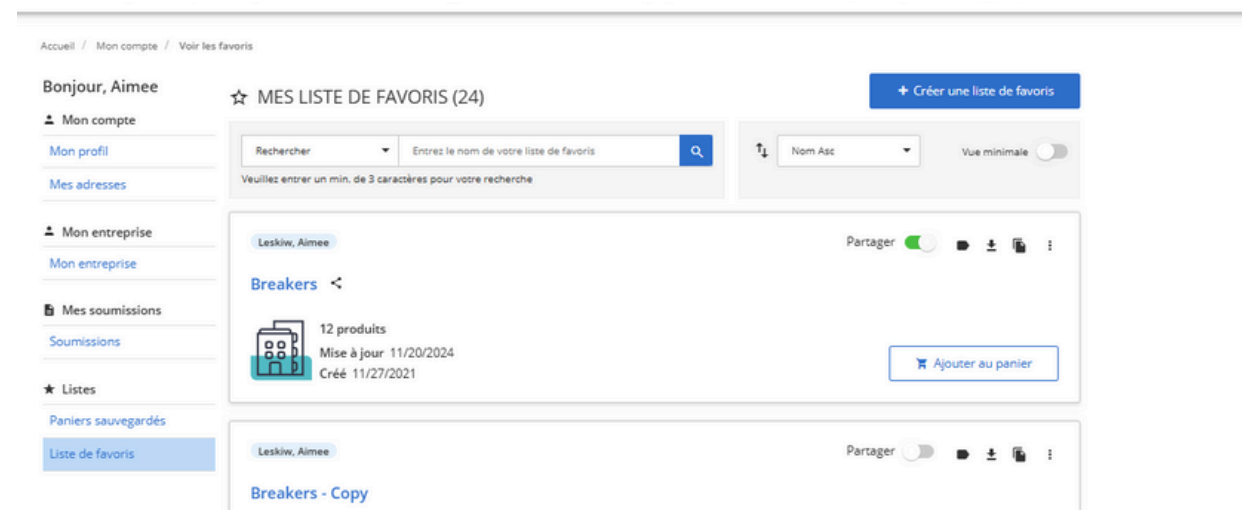 Accueil / Mon compte / Voir les favoris
Bonjour, Aimee
Mon compte
Mon profil
Mes adresses
Mon entreprise
Mon entreprise
Mes soumissions
Soumissions
Listes
Paniers sauvegardés
Liste de favoris
MES LISTE DE FAVORIS (24)
+ Créer une liste de favoris
Rechercher
Entrez le nom de votre liste de favoris
Veuillez entrer un min. de 3 caractères pour votre recherche
Nom Asc
Vue minimale
Leskiw, Aimee
Partager
Breakers
12 produits
Mise à jour 11/20/2024
Créé 11/27/2021
Ajouter au panier
Leskiw, Aimee
Partager
Breakers - Copy